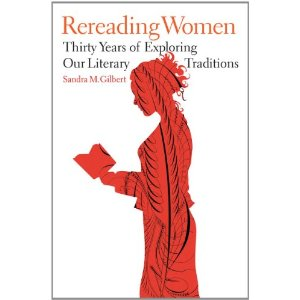 Rereading Women
Thirty Years of Exploring
Our Literary Traditions
Sandra M. Gilbert